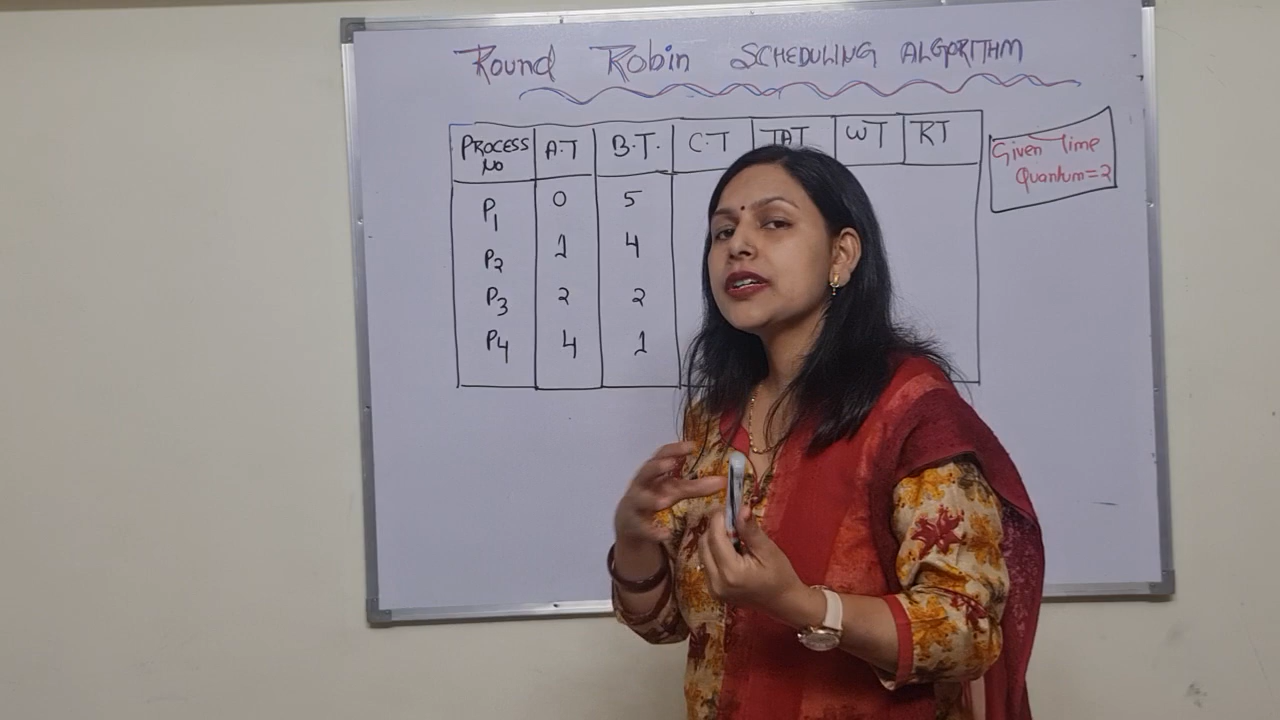 Round Robin SCHEDULING ALGORITHM
PROCESS NO A.T B.T. C.T TAT WT RT
P1 0 5
P2 1 4
P3 2 2
P4 4 1
Given Time
Quantum=2